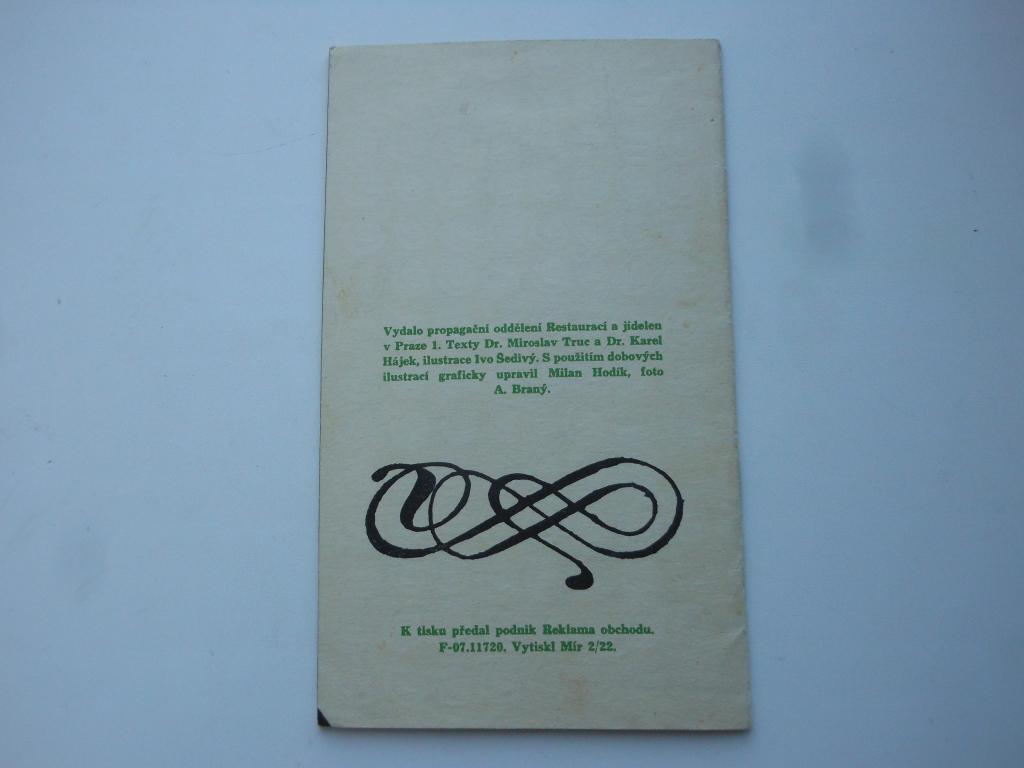 Vydalo propagační oddělení Restaurací a jídelen
v Praze 1. Texty Dr. Miroslav Truc a Dr. Karel
Hájek, ilustrace Ivo Šedivý. S použitím dobových
ilustrací graficky upravil Milan Hodík, foto
A. Braný.
K tisku předal podnik Reklama obchodu.
F-07.11720. Vytiskl Mír 2/22.